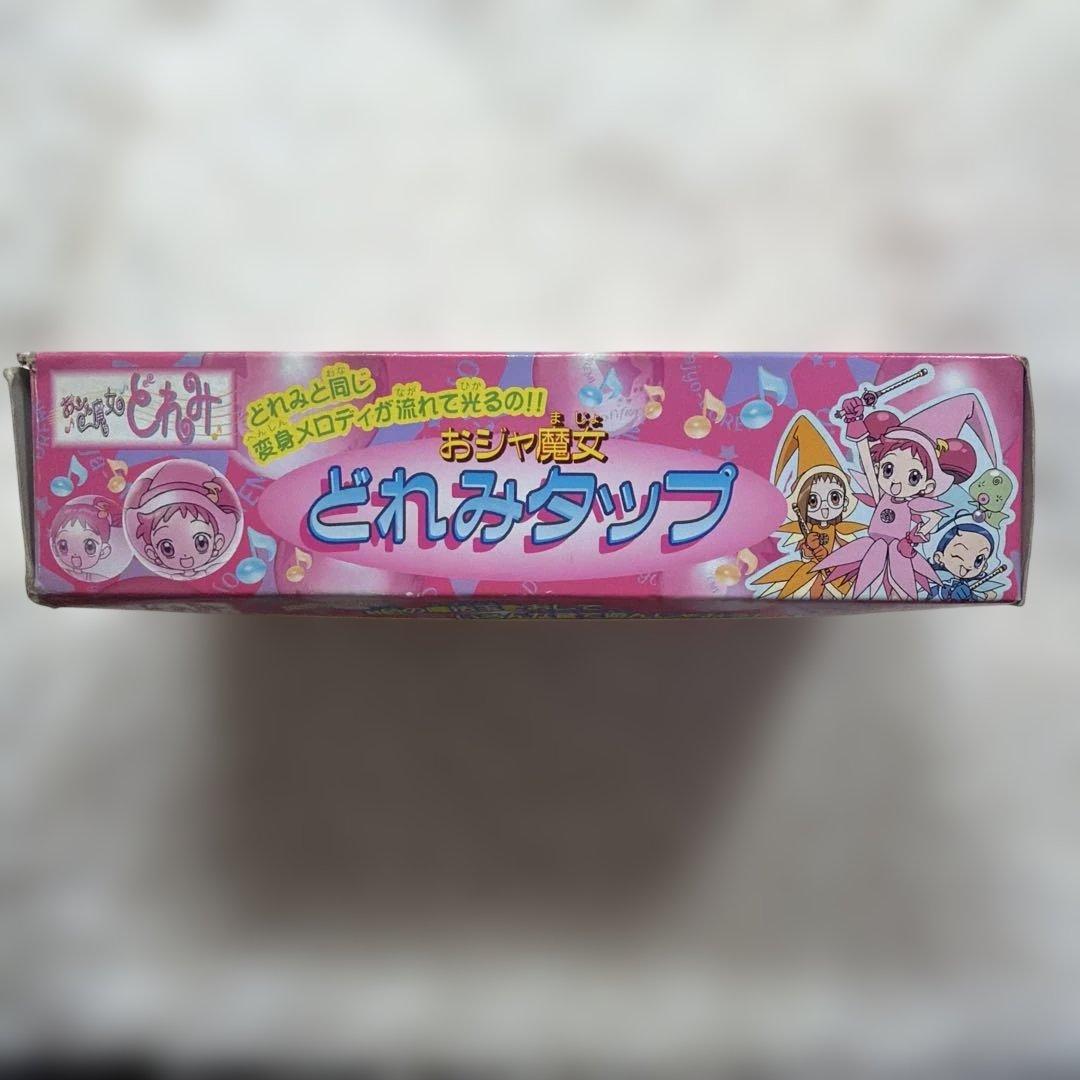 おジャ魔女
どれみ
どれみと同じ
変身メロディが流れて光るの!!
おジャ魔女
どれみタップ